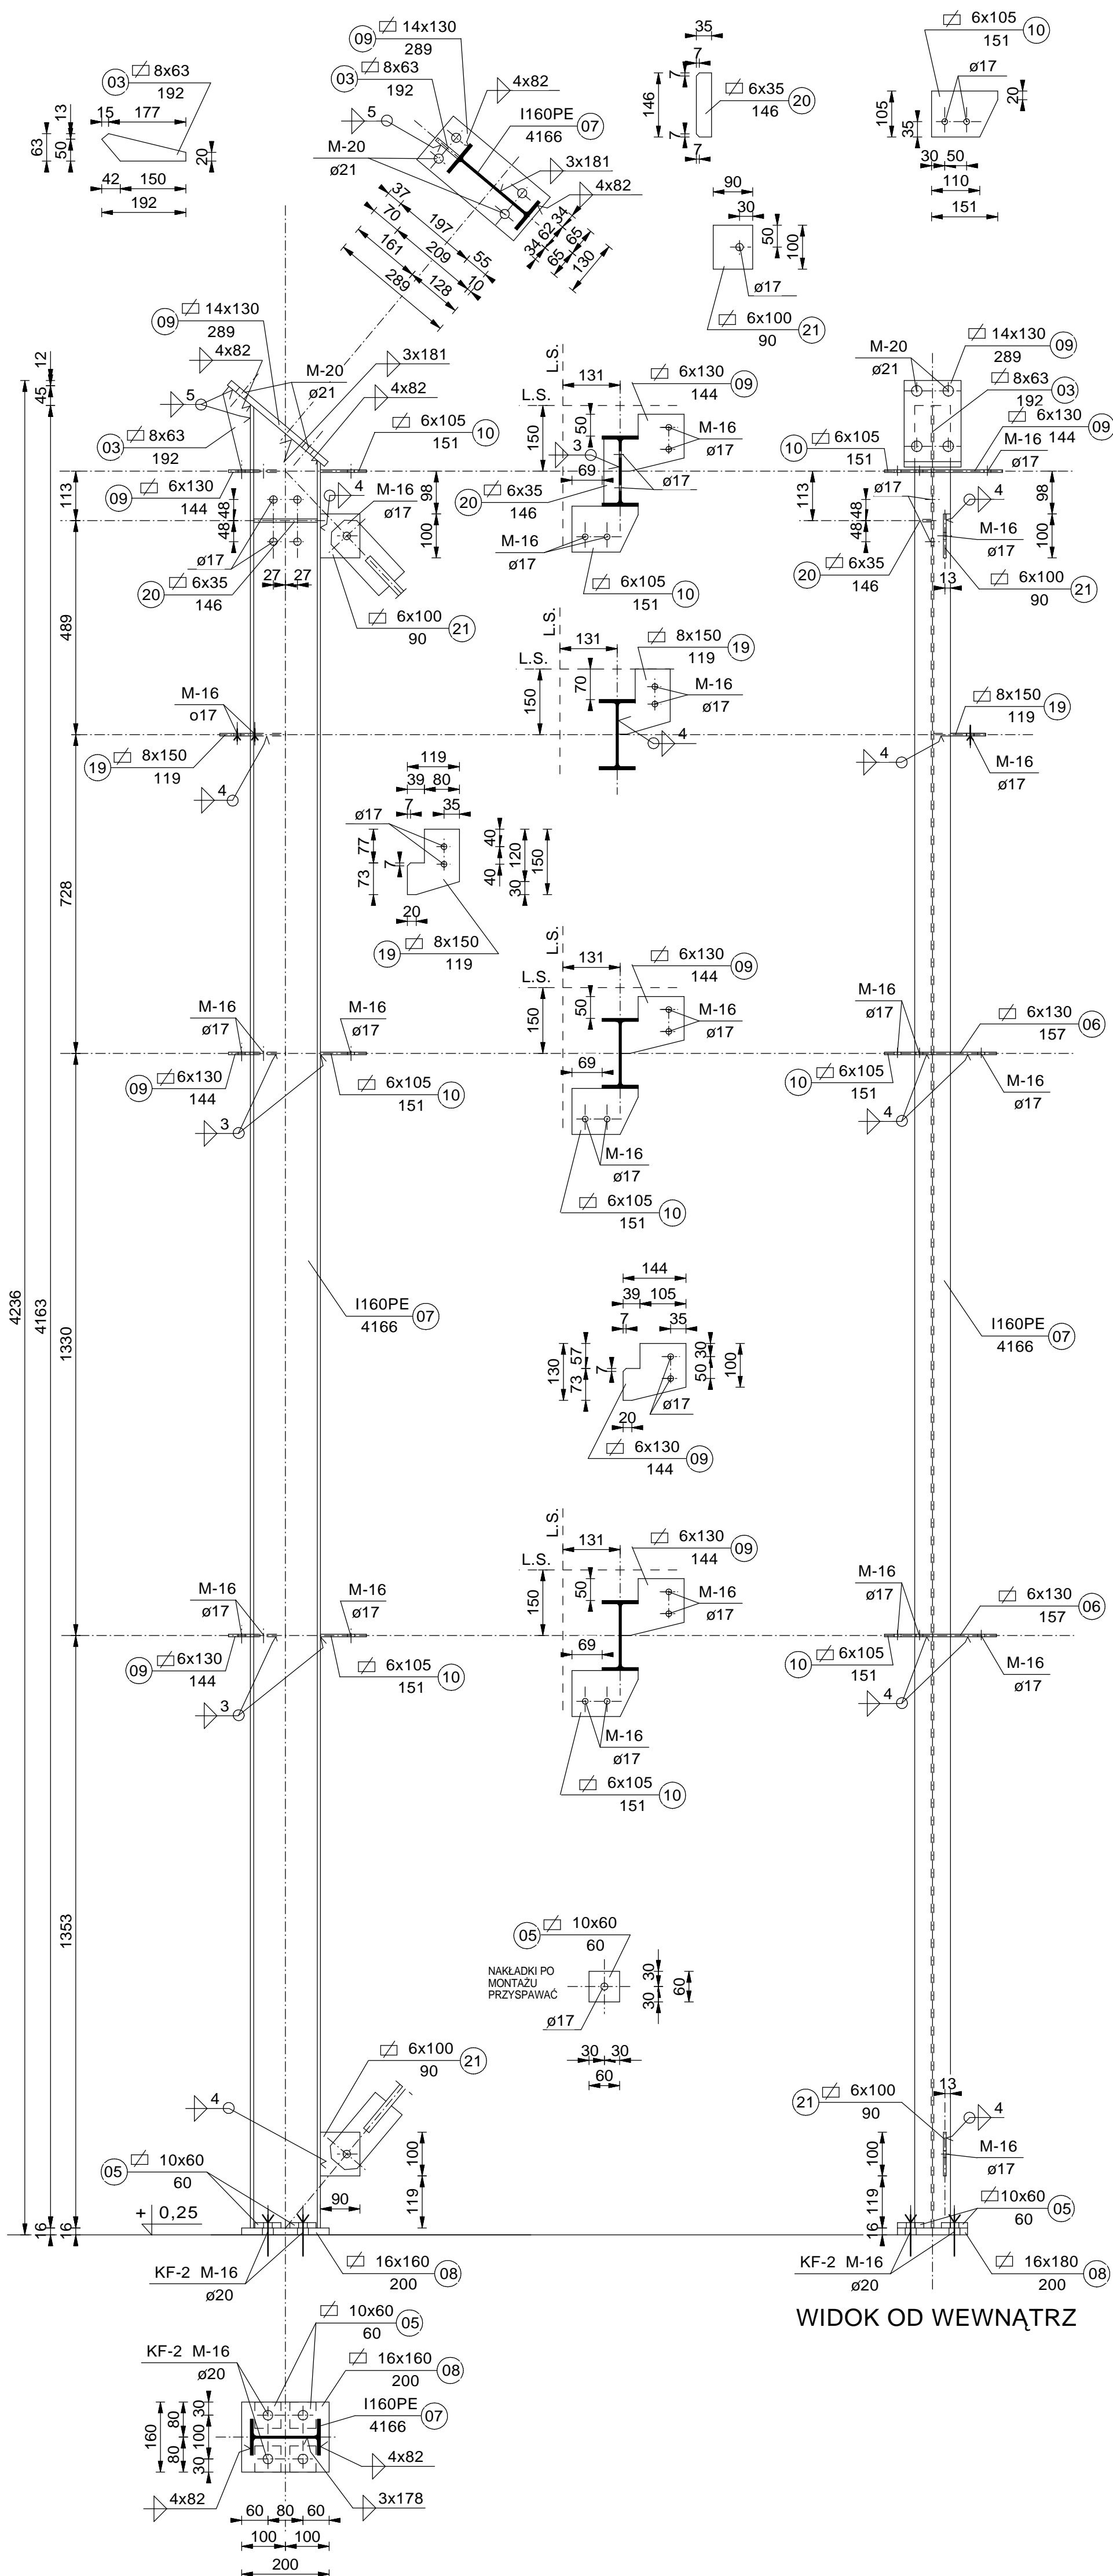 03
8x63
192
15
177
13
63
50
20
42
150
192
14x130
09
289
8x63
03
192
4x82
5
I160PE
4166
07
M-20
ø21
3x181
4x82
37
70
197
161
209
55
289
128
10
34
62
34
65
65
130
35
7
7
146
7
7
6x35
146
20
90
30
50
100
ø17
6x100
90
21
6x105
151
10
ø17
105
35
20
30
50
110
151
14x130
09
289
4x82
M-20
ø21
3x181
4x82
5
03
8x63
192
6x105
151
10
09
6x130
144
4
M-16
ø17
98
100
113
48
48
ø17
27
27
20
6x35
146
6x100
90
21
12
45
489
L.S.
131
6x130
144
09
L.S.
150
50
M-16
ø17
3
69
20
6x35
146
M-16
ø17
6x105
151
10
14x130
289
09
M-20
ø21
8x63
192
03
6x130
144
09
10
6x105
151
M-16
ø17
ø17
113
48
48
4
98
100
M-16
ø17
20
6x35
146
6x100
90
21
13
M-16
o17
19
8x150
119
4
L.S.
131
8x150
119
19
L.S.
150
70
M-16
ø17
4
8x150
119
19
4
M-16
ø17
119
39
80
7
35
ø17
77
7
73
40
40
120
30
150
20
19
8x150
119
728
M-16
ø17
M-16
ø17
09
6x130
144
6x105
151
10
3
L.S.
131
6x130
144
09
L.S.
150
50
M-16
ø17
69
M-16
ø17
6x105
151
10
M-16
ø17
6x130
157
06
10
6x105
151
M-16
ø17
4
4236
4163
1330
I160PE
4166
07
144
39
105
7
35
130
57
7
73
30
50
100
ø17
20
6x130
144
09
I160PE
4166
07
M-16
ø17
M-16
ø17
09
6x130
144
6x105
151
10
3
L.S.
131
6x130
144
09
L.S.
150
50
M-16
ø17
69
M-16
ø17
6x105
151
10
M-16
ø17
6x130
157
06
10
6x105
151
M-16
ø17
4
1353
05
10x60
60
NAKŁADKI PO
MONTAŻU
PRZYSPAWAĆ
ø17
30
30
60
30
30
60
6x100
90
21
4
10x60
05
60
+ 0,25
100
119
90
16
16
KF-2 M-16
ø20
16x160
200
08
13
21
6x100
90
4
M-16
ø17
100
119
16
10x60
60
05
KF-2 M-16
ø20
16x180
200
08
WIDOK OD WEWNĄTRZ
10x60
60
05
KF-2 M-16
ø20
16x160
200
08
I160PE
4166
07
160
80
80
30
100
30
4x82
4x82
3x178
60
80
60
100
100
200